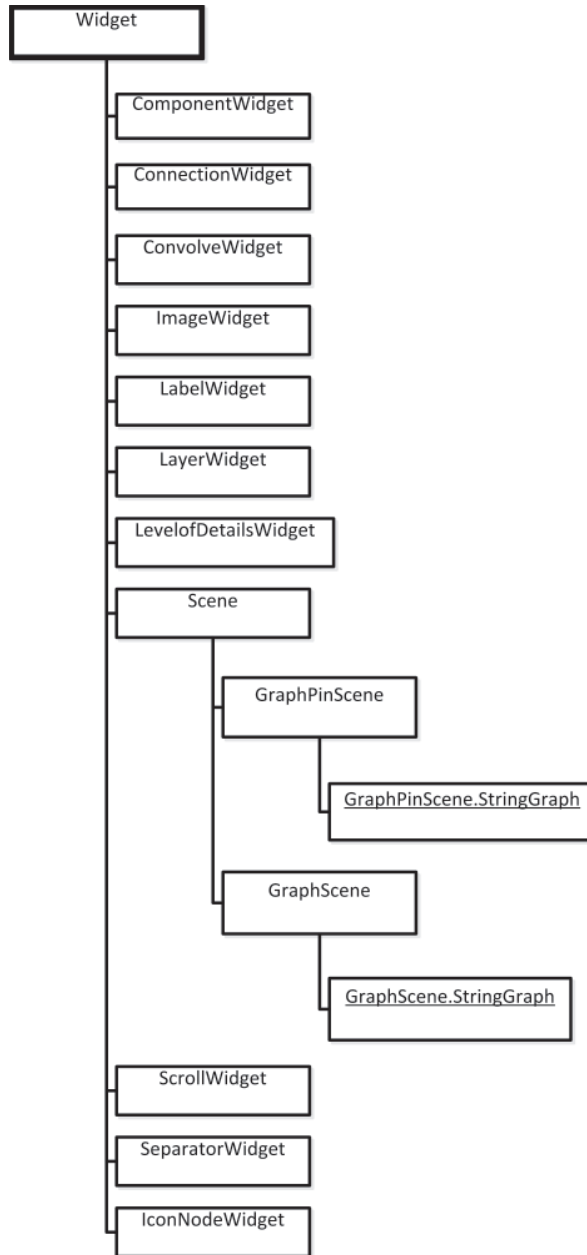 Widget
ComponentWidget
ConnectionWidget
ConvolveWidget
ImageWidget
LabelWidget
LayerWidget
LevelofDetailsWidget
Scene
GraphPinScene
GraphPinScene.StringGraph
GraphScene
GraphScene.StringGraph
ScrollWidget
SeparatorWidget
IconNodeWidget